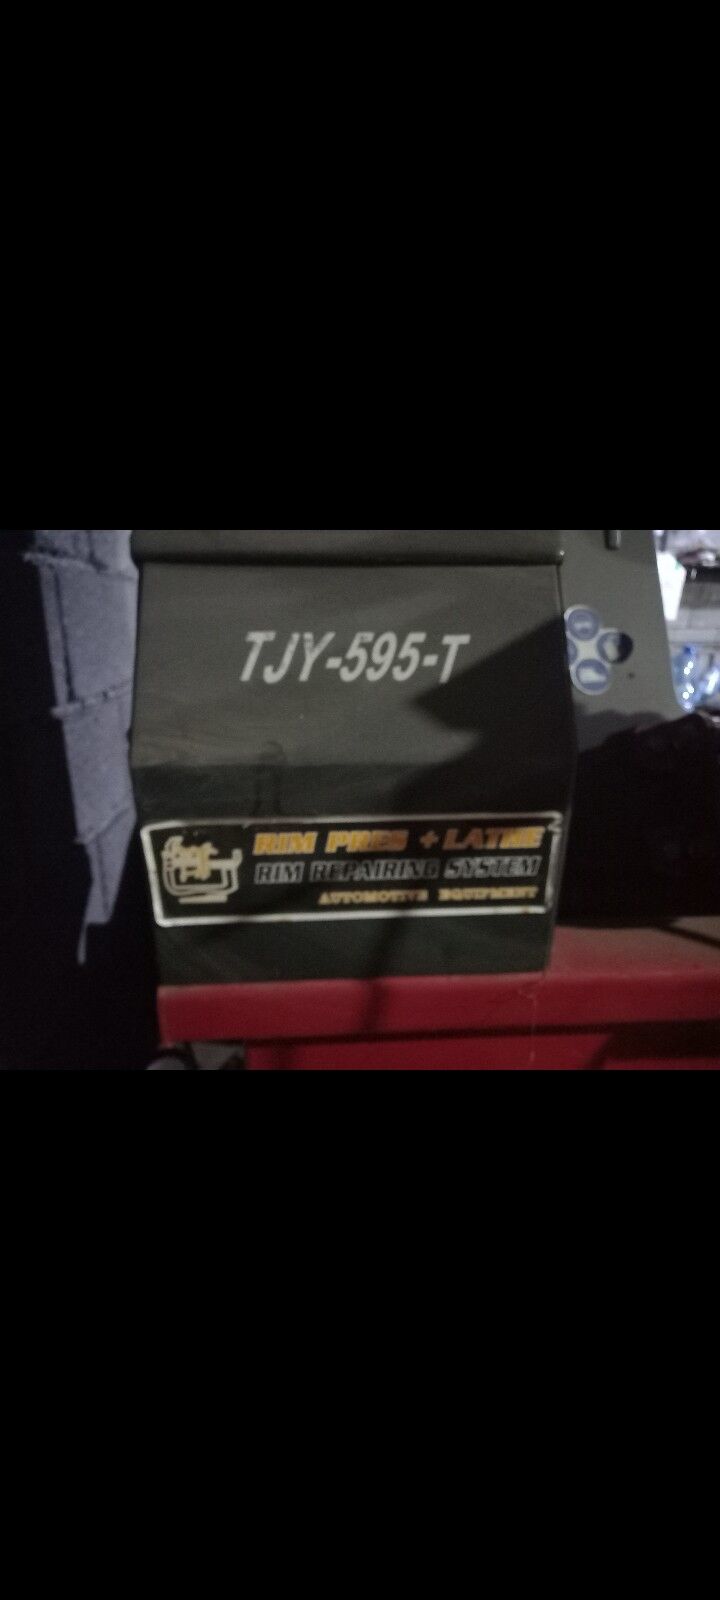 TJY-595-T
RIM PRES + LATHE
RIM REPAIRING SYSTEM
AUTOMOTIVE EQUIPMENT